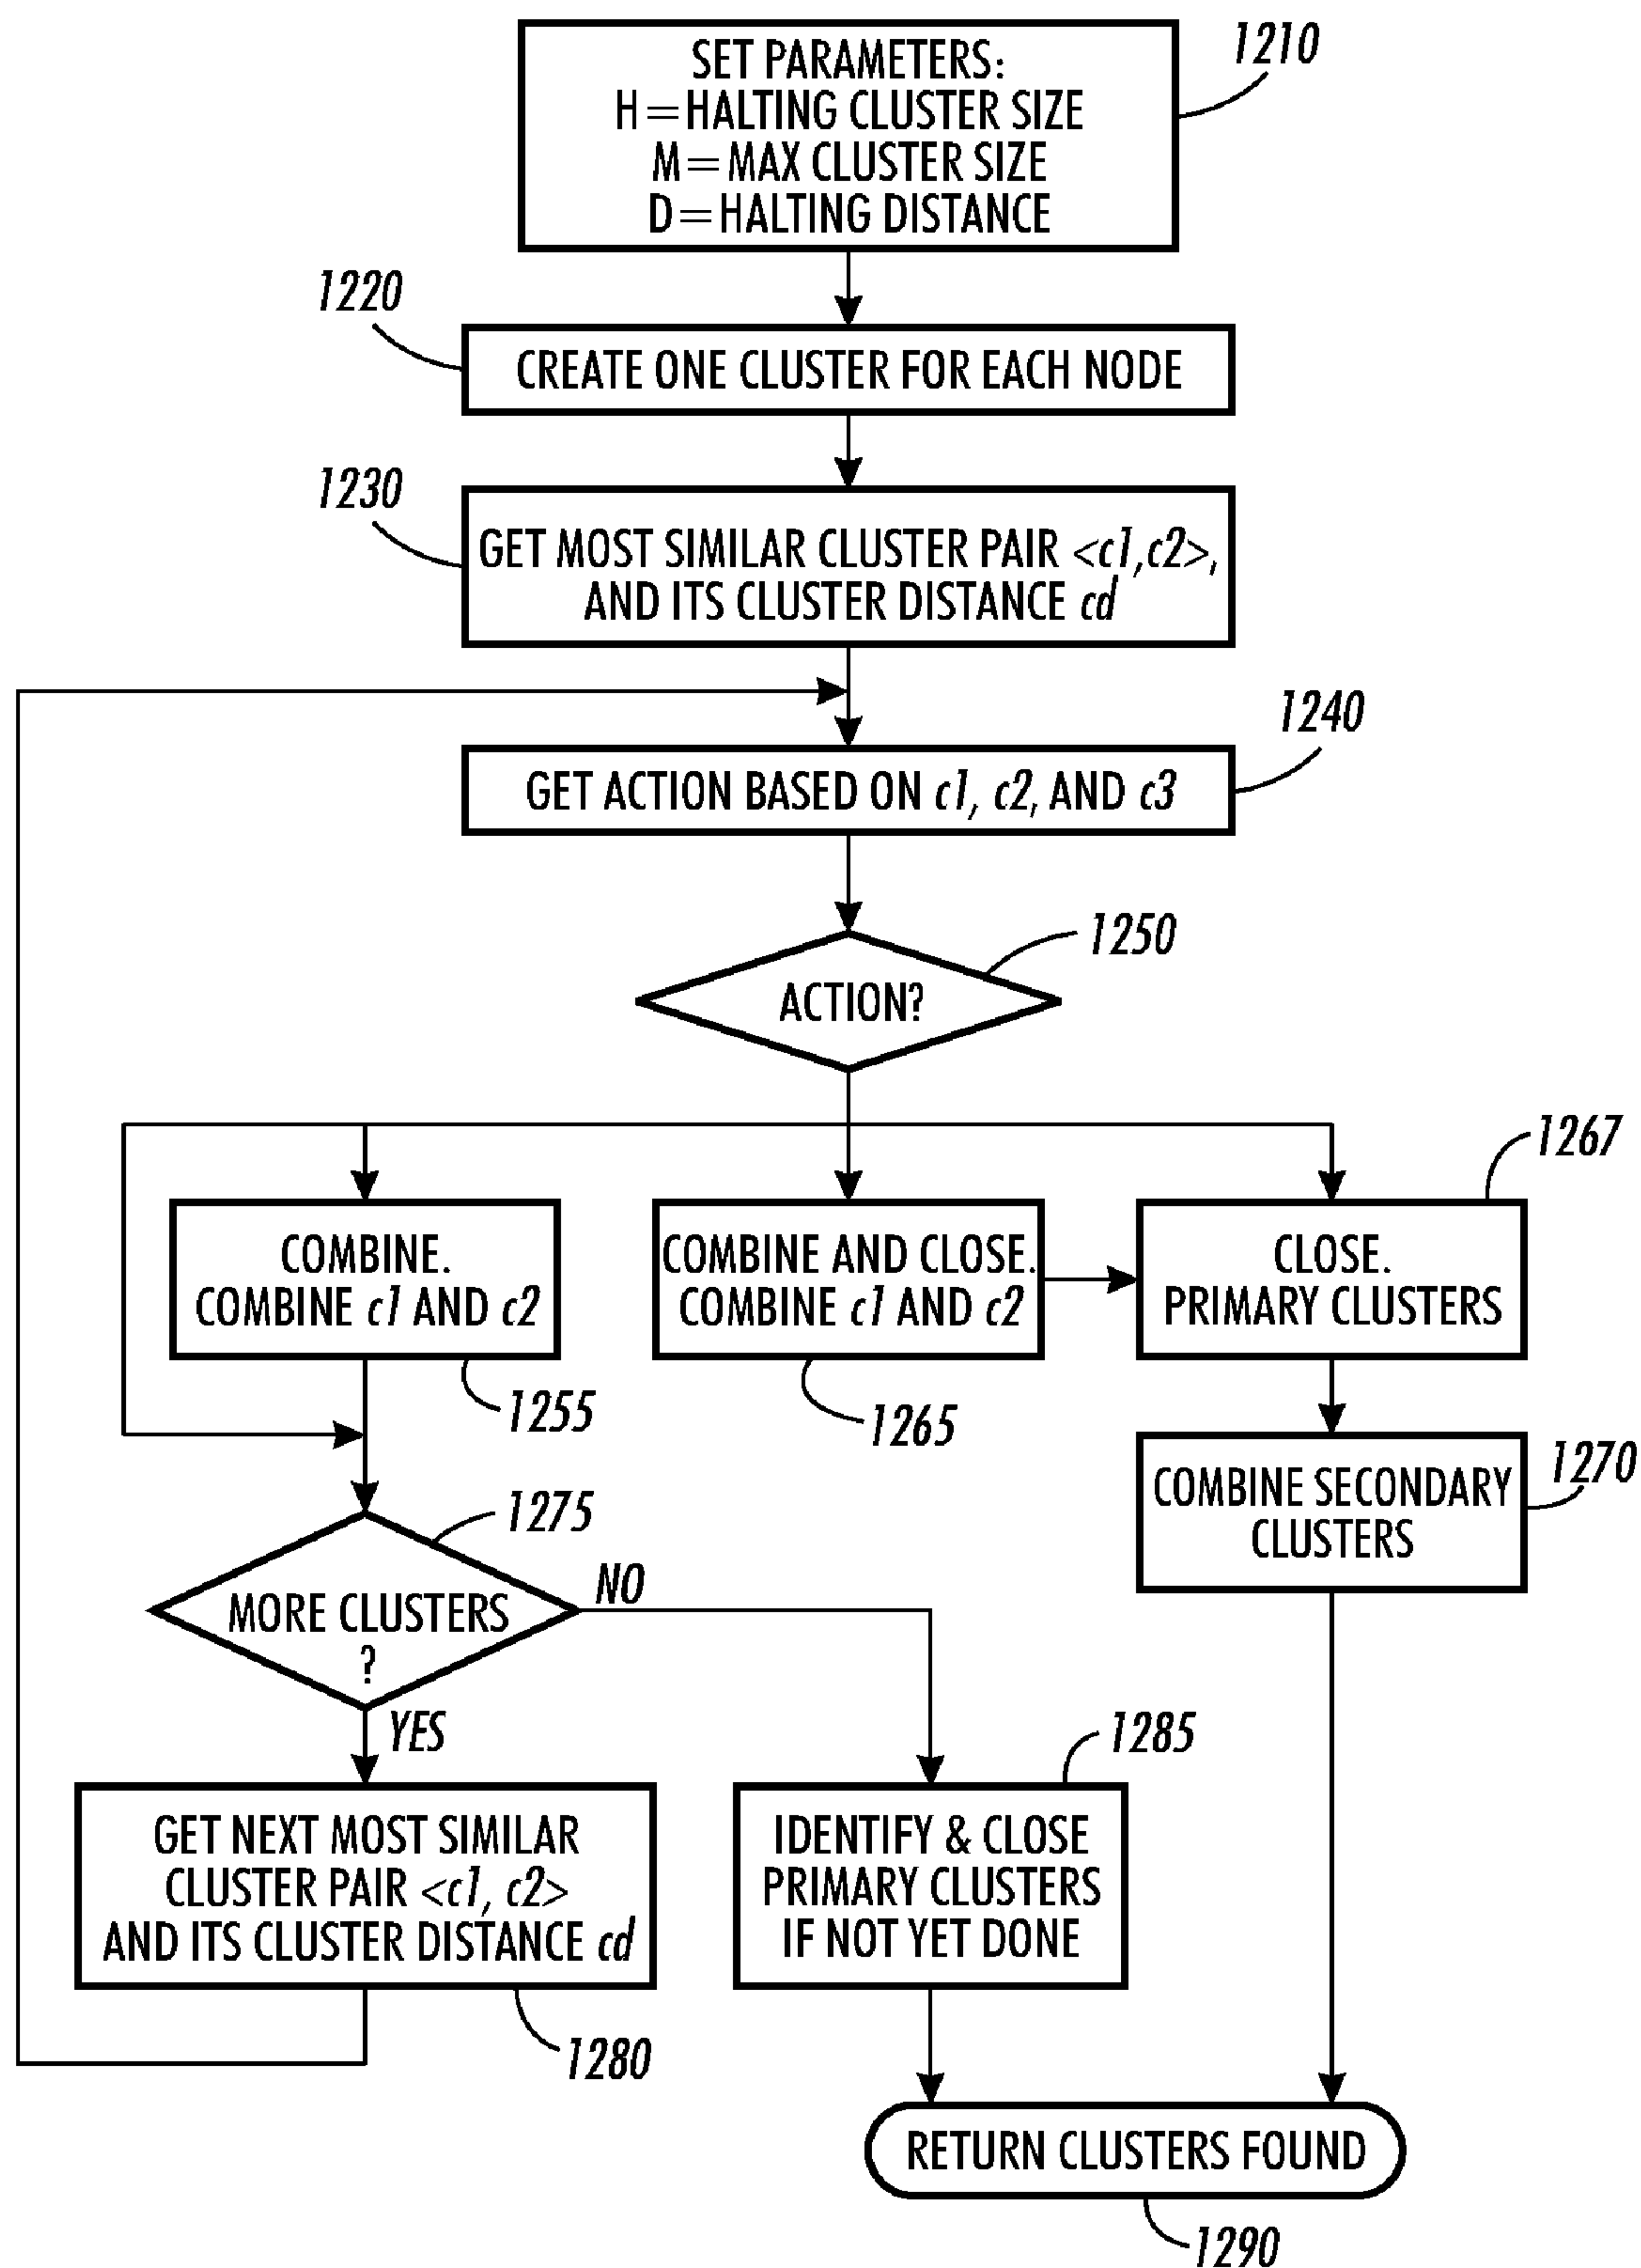 1210
SET PARAMETERS:
H=HALTING CLUSTER SIZE
M=MAX CLUSTER SIZE
D=HALTING DISTANCE
1220
CREATE ONE CLUSTER FOR EACH NODE
1230
GET MOST SIMILAR CLUSTER PAIR <c1,c2>,
AND ITS CLUSTER DISTANCE cd
1240
GET ACTION BASED ON c1, c2, AND c3
1250
ACTION?
1267
COMBINE.
COMBINE c1 AND c2
1255
COMBINE AND CLOSE.
COMBINE c1 AND c2
1265
CLOSE.
PRIMARY CLUSTERS
1270
COMBINE SECONDARY
CLUSTERS
1275
MORE CLUSTERS
?
NO
YES
1285
GET NEXT MOST SIMILAR
CLUSTER PAIR <c1, c2>
AND ITS CLUSTER DISTANCE cd
1280
IDENTIFY & CLOSE
PRIMARY CLUSTERS
IF NOT YET DONE
RETURN CLUSTERS FOUND
1290